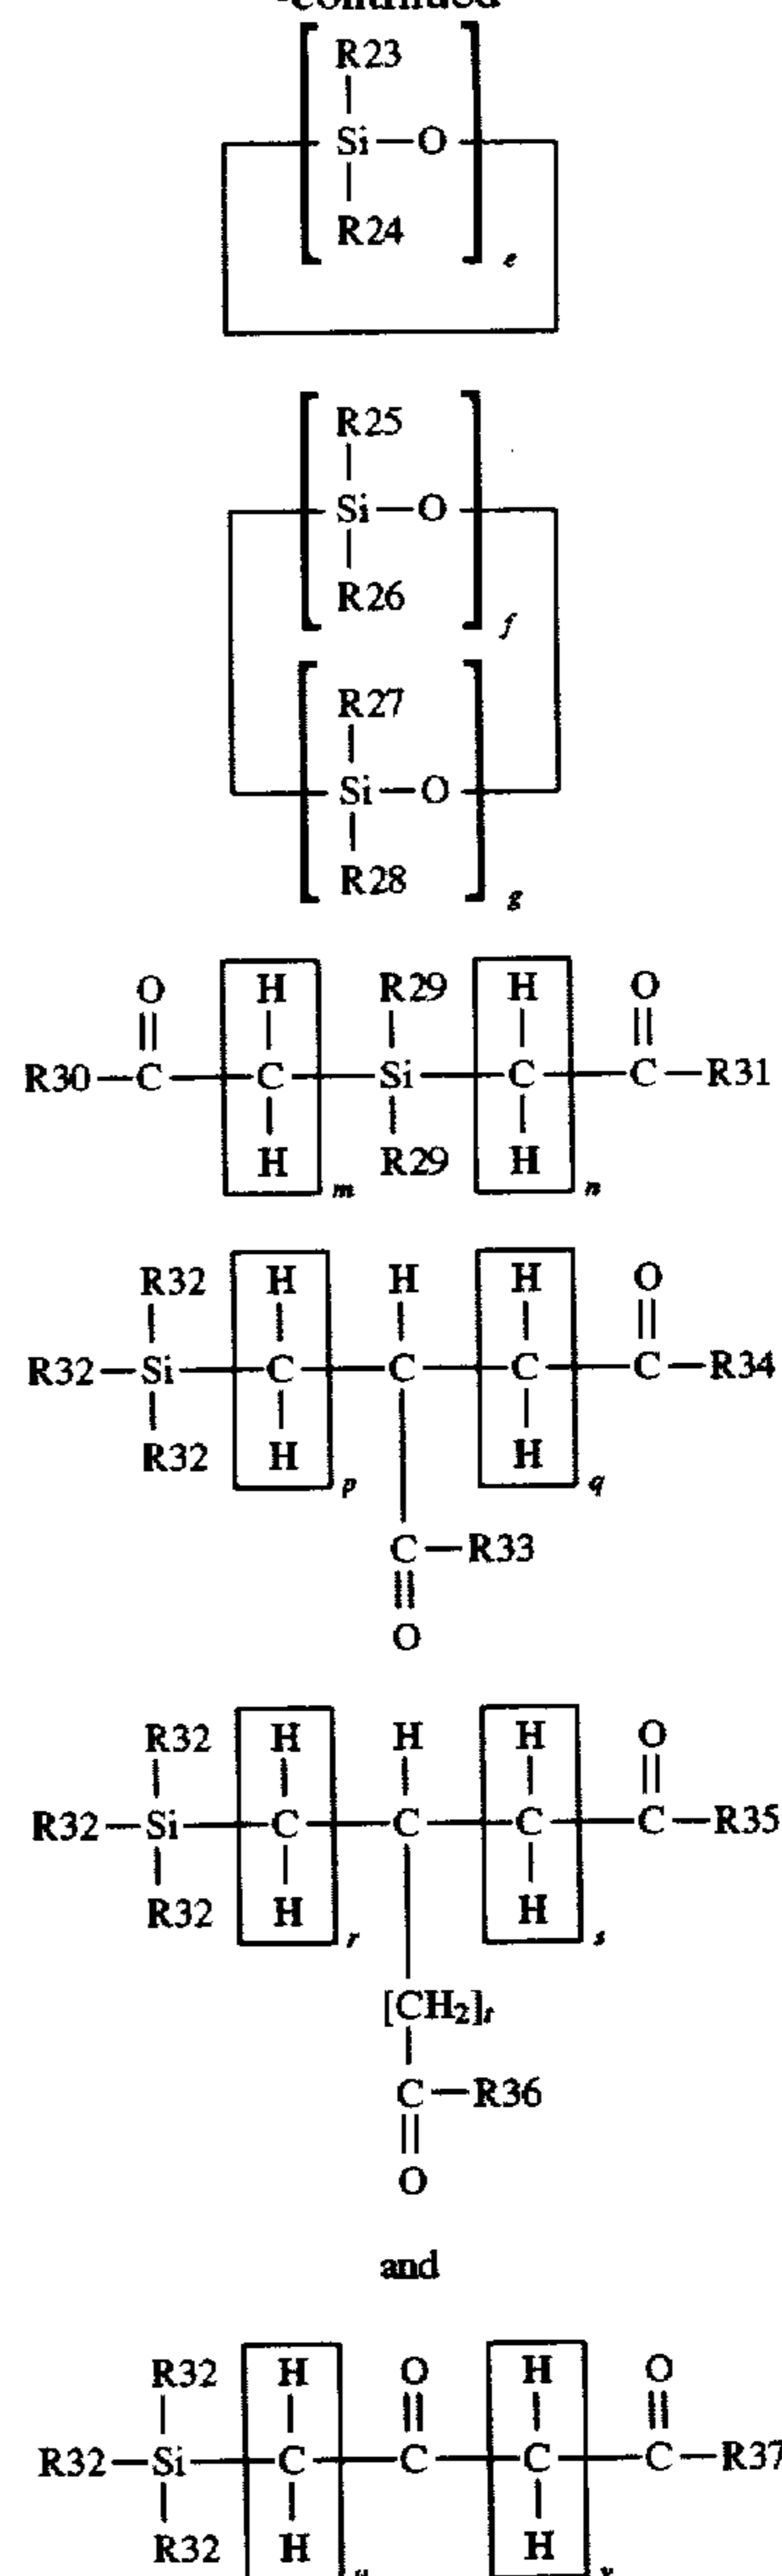 -continued
R23
Si—O
R24
e
R25
Si—O
R26
f
R27
Si—O
R28
g
O H R29 H O
R30—C—C—Si—C—C—R31
H R29 H
m n
R32 H H H O
R32—Si—C—C—C—C—R34
R32 H H
p q
C—R33
O
R32 H H H O
R32—Si—C—C—C—C—R35
R32 H H
r s
[CH2]t
C—R36
O
and
R32 H O H O
R32—Si—C—C—C—C—R37
R32 H H
u v